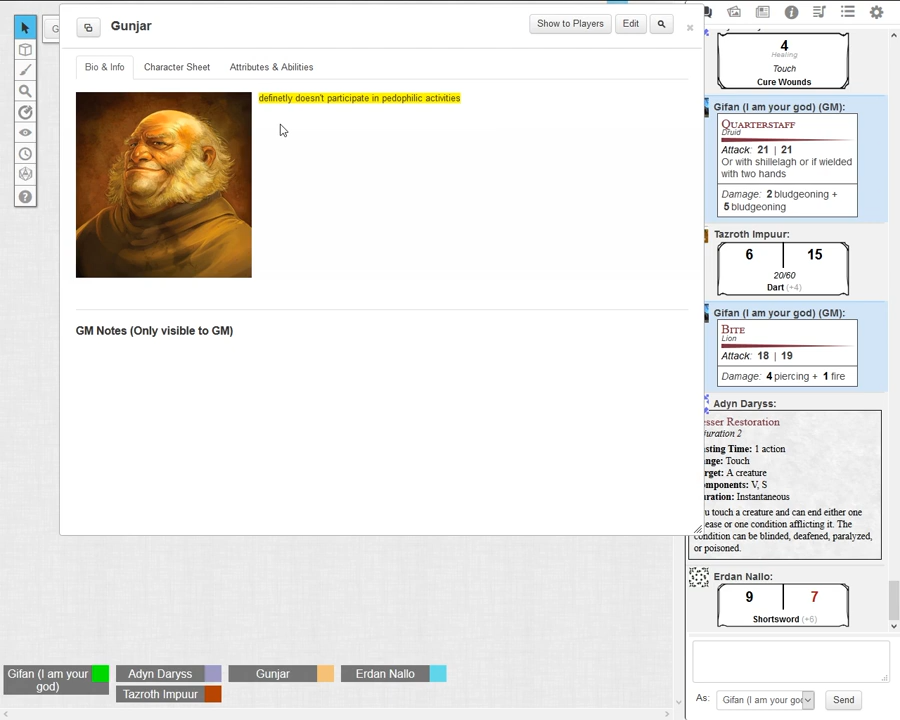 Gunjar
Show to Players
Edit
Bio & Info
Character Sheet
Attributes & Abilities
definetly doesn't participate in pedophilic activities
GM Notes (Only visible to GM)
4
Healing
Touch
Cure Wounds
Gifan (I am your god) (GM):
QUARTERSTAFF
Druid
Attack: 21 | 21
Or with shillelagh or if wielded
with two hands
Damage: 2 bludgeoning +
5 bludgeoning
Tazroth Impuur:
6 15
20/60
Dart (+4)
Gifan (I am your god) (GM):
BITE
Lion
Attack: 18 | 19
Damage: 4 piercing + 1 fire
Adyn Daryss:
esser Restoration
juration 2
asting Time: 1 action
ange: Touch
rget: A creature
omponents: V, S
uration: Instantaneous
u touch a creature and can end either one
ease or one condition afflicting it. The
condition can be blinded, deafened, paralyzed,
or poisoned.
Erdan Nallo:
9 7
Shortsword (+6)
As:
Gifan (I am your god
Send
Gifan (I am your
god)
Adyn Daryss
Gunjar
Erdan Nallo
Tazroth Impuur